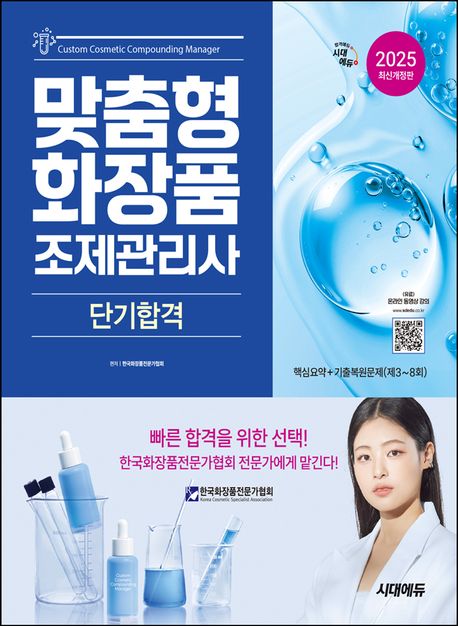 Custom Cosmetic Compounding Manager
합격에듀
시대
에듀
2025
최신개정판
맞춤형
화장품
조제관리사
단기합격
편저 | 한국화장품전문가협회
(유료)
온라인 동영상 강의
www.sdedu.co.kr
핵심요약+기출복원문제(제3~8회)
빠른 합격을 위한 선택!
한국화장품전문가협회 전문가에게 맡긴다!
한국화장품전문가협회
Korea Cosmetic Specialist Association
Custom
Cosmetic
Compounding
Manager
시대에듀